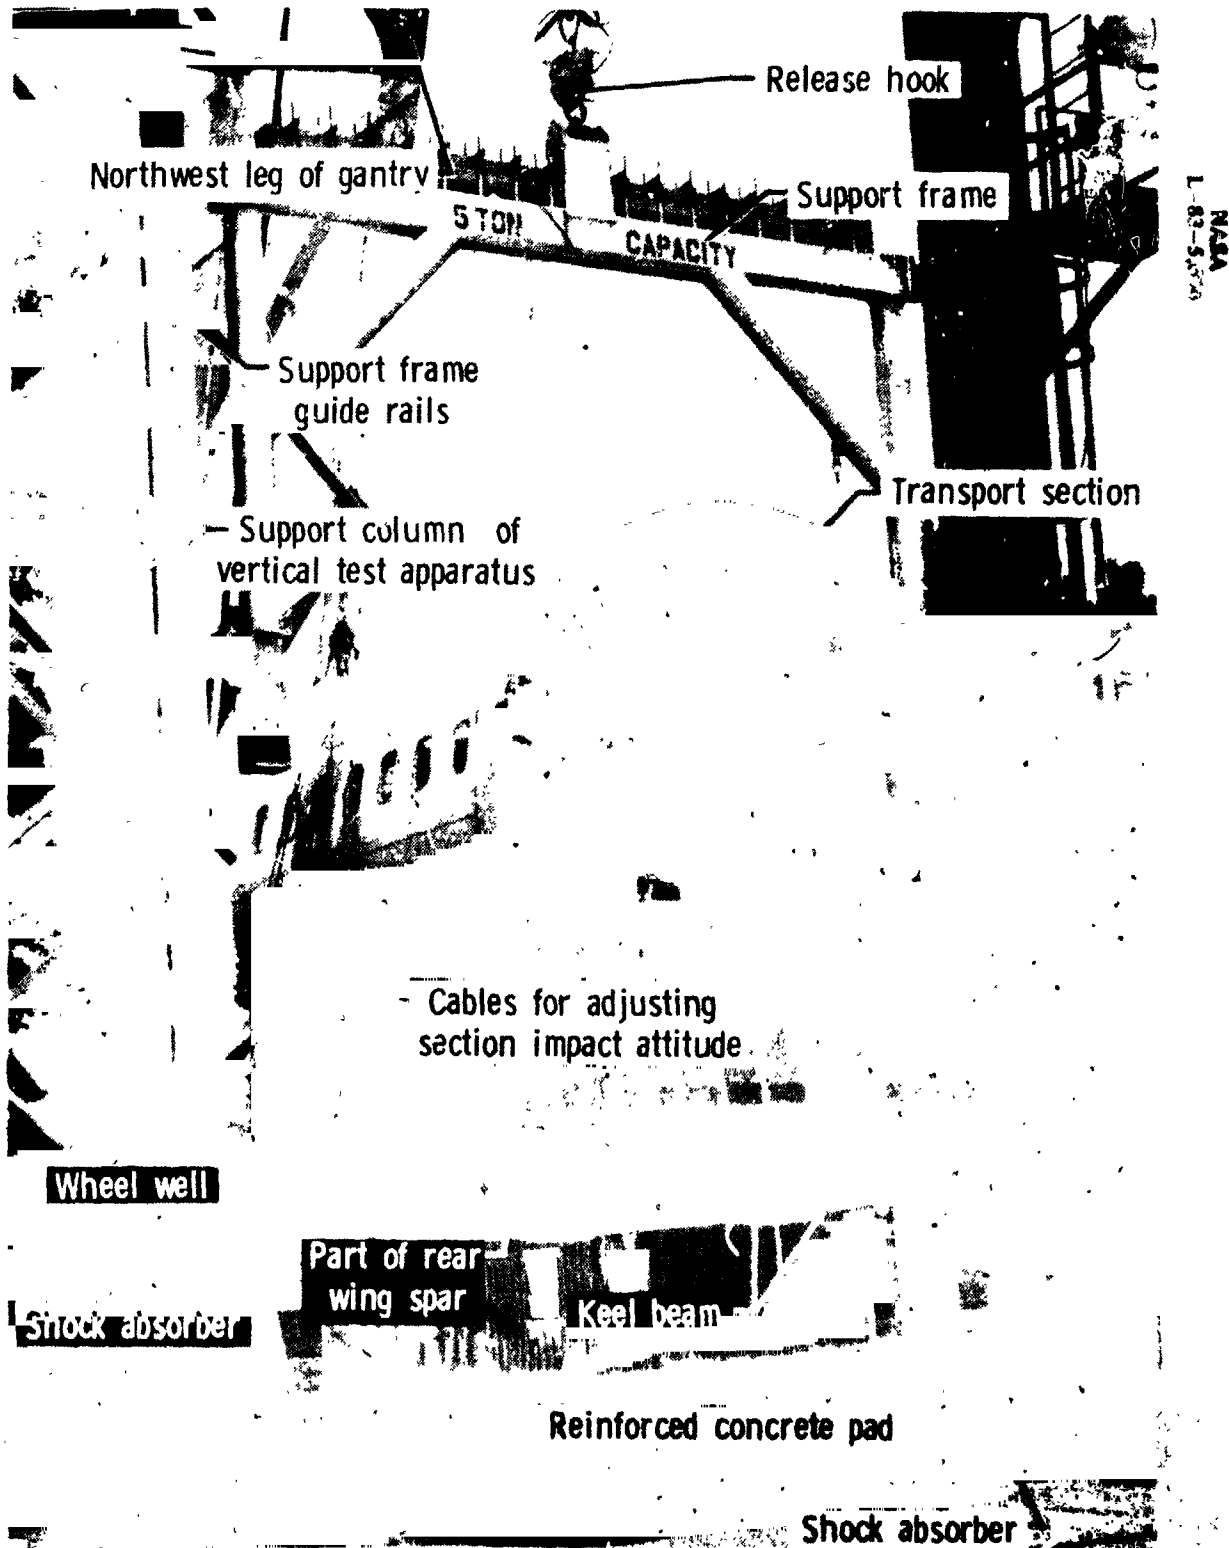 Release hook
Northwest leg of gantry
Support frame
5 TON
CAPACITY
NASA
Support frame
guide rails
Transport section
Support column of
vertical test apparatus
Cables for adjusting
section impact attitude
Wheel well
Part of rear
wing spar
Keel beam
Shock absorber
Reinforced concrete pad
Shock absorber